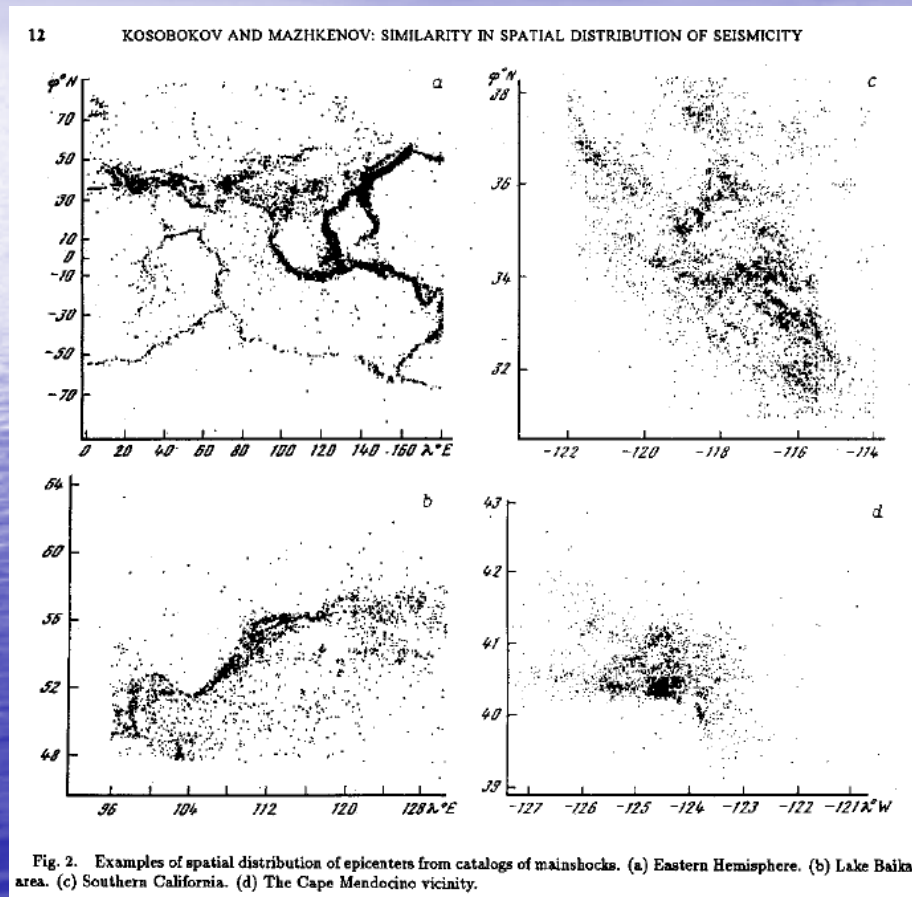 12 KOSOBOKOV AND MAZHKENOV: SIMILARITY IN SPATIAL DISTRIBUTION OF SEISMICITY
φ°N
a
70
50
30
10
0
-10
-30
-50
-70
0 20 40 60 80 100 120 140 160 λ°E
φ°N
c
38
36
34
32
-122 -120 -118 -116 -114
b
64
60
56
52
48
96 104 112 120 128 λ°E
d
43
42
41
40
39
-127 -126 -125 -124 -123 -122 -121 λ°W
Fig. 2. Examples of spatial distribution of epicenters from catalogs of mainshocks. (a) Eastern Hemisphere. (b) Lake Baika
area. (c) Southern California. (d) The Cape Mendocino vicinity.